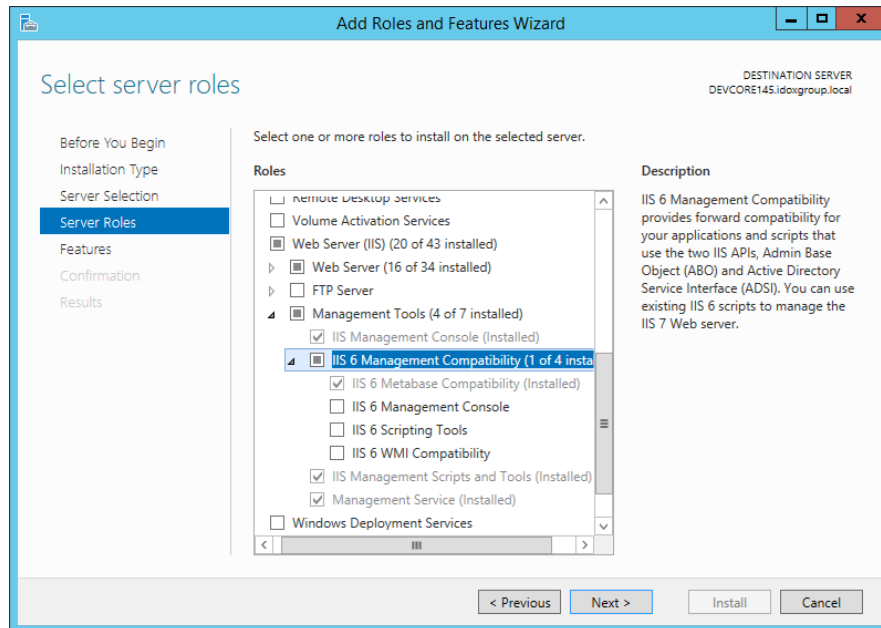 Add Roles and Features Wizard
Select server roles
DESTINATION SERVER
DEVCORE145.idoxgroup.local
Before You Begin
Installation Type
Server Selection
Server Roles
Features
Confirmation
Results
Select one or more roles to install on the selected server.
Roles
Remote Desktop Services
Volume Activation Services
Web Server (IIS) (20 of 43 installed)
Web Server (16 of 34 installed)
FTP Server
Management Tools (4 of 7 installed)
IIS Management Console (Installed)
IIS 6 Management Compatibility (1 of 4 insta
IIS 6 Metabase Compatibility (Installed)
IIS 6 Management Console
IIS 6 Scripting Tools
IIS 6 WMI Compatibility
IIS Management Scripts and Tools (Installed)
Management Service (Installed)
Windows Deployment Services
Description
IIS 6 Management Compatibility
provides forward compatibility for
your applications and scripts that
use the two IIS APIs, Admin Base
Object (ABO) and Active Directory
Service Interface (ADSI). You can use
existing IIS 6 scripts to manage the
IIS 7 Web server.
< Previous
Next >
Install
Cancel